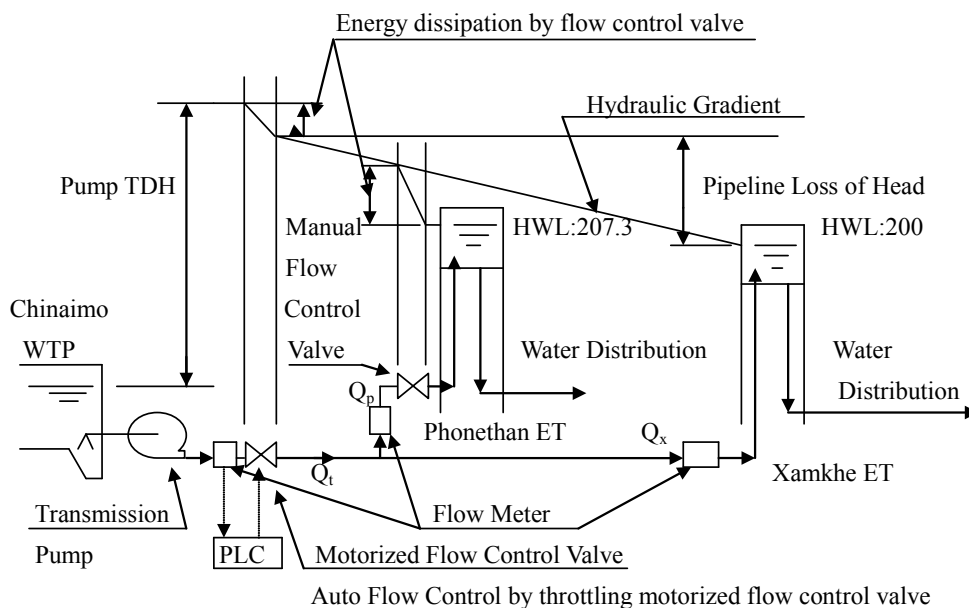 Energy dissipation by flow control valve
Hydraulic Gradient
Pump TDH
Pipeline Loss of Head
Manual
Flow
Control
Valve
HWL:207.3
HWL:200
Chinaimo
WTP
Water Distribution
Water
Distribution
Qp
Phonethan ET
Qx
Qt
Xamkhe ET
Transmission
Pump
Flow Meter
PLC
Motorized Flow Control Valve
Auto Flow Control by throttling motorized flow control valve